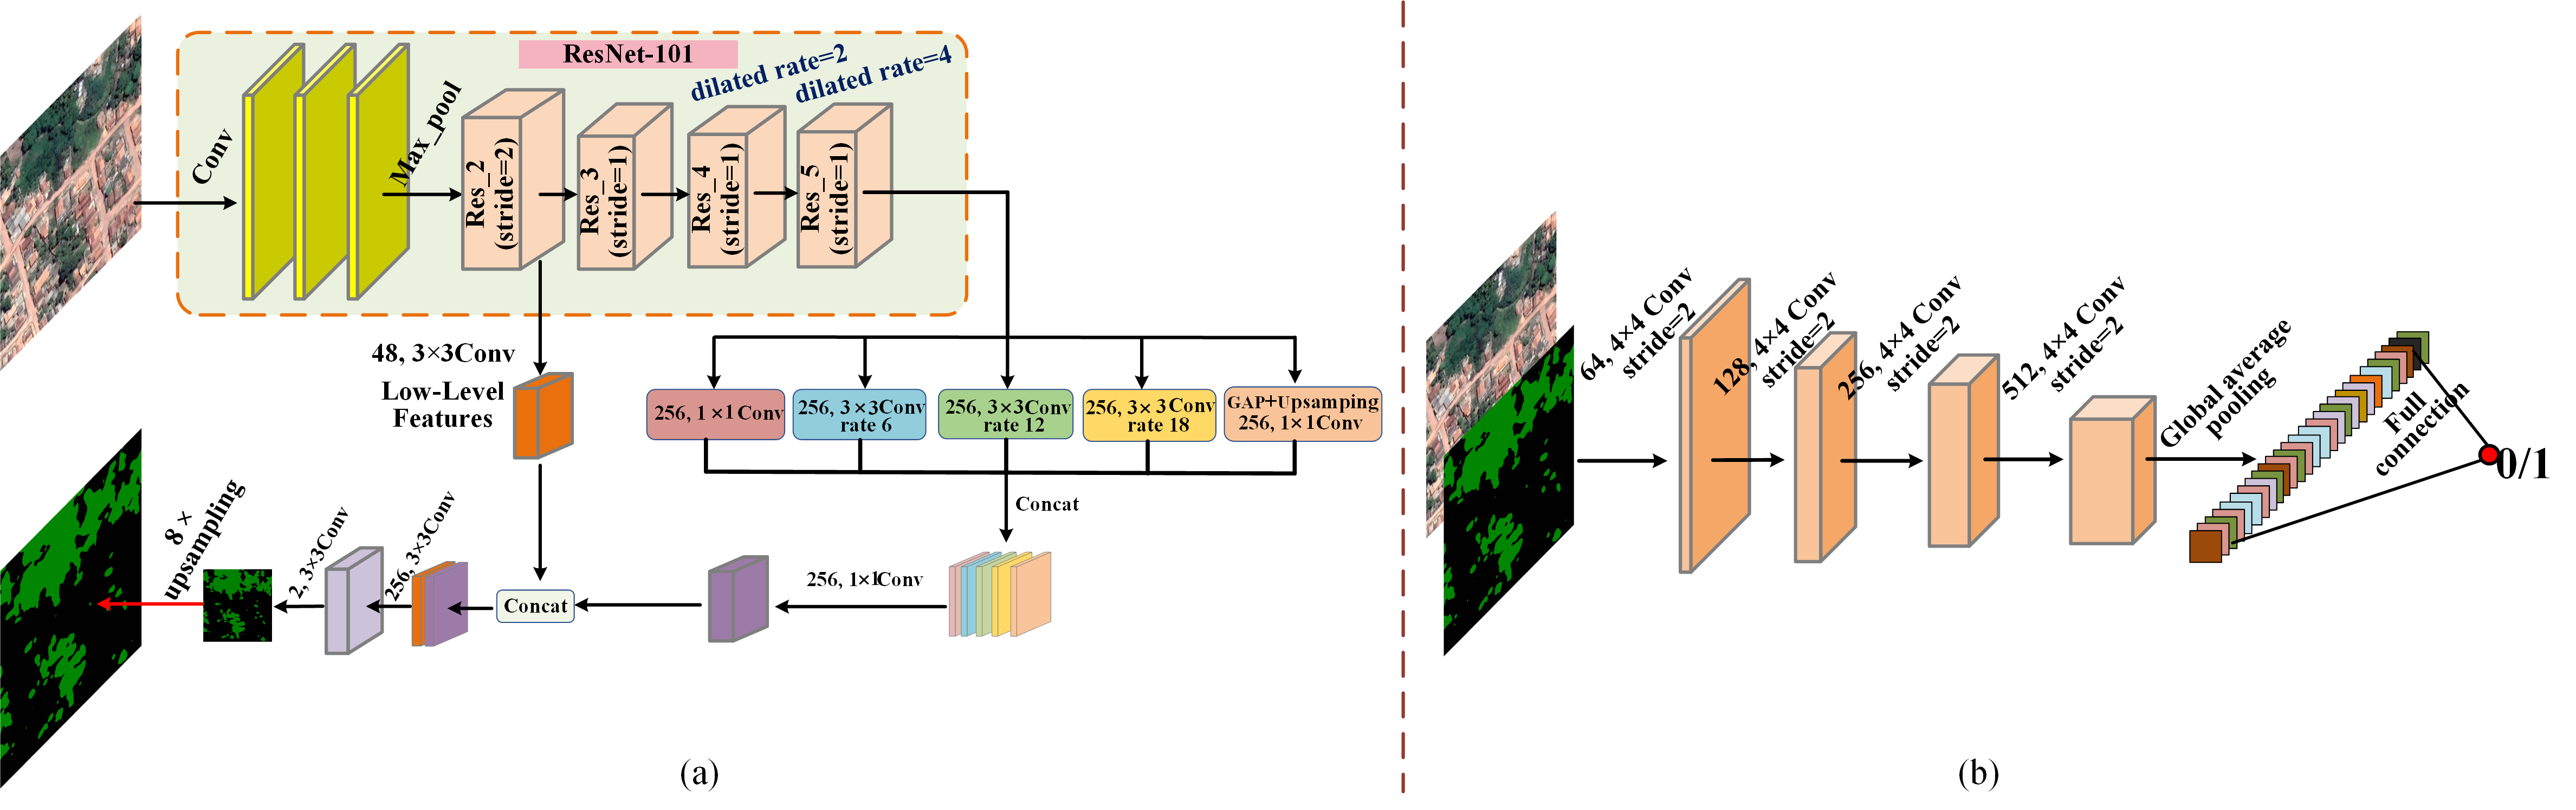 ResNet-101
Conv
Max_pool
dilated rate=2
dilated rate=4
Res_2
(stride=2)
Res_3
(stride=1)
Res_4
(stride=1)
Res_5
(stride=1)
48, 3×3Conv
Low-Level
Features
256, 1×1Conv
256, 3×3Conv
rate 6
256, 3×3Conv
rate 12
256, 3×3Conv
rate 18
GAP+Upsamping
256, 1×1Conv
Concat
256, 1×1Conv
Concat
256, 3×3Conv
2, 3×3Conv
8 ×
upsampling
(a)
64, 4×4 Conv
stride=2
128, 4×4 Conv
stride=2
256, 4×4 Conv
stride=2
512, 4×4 Conv
stride=2
Global average
pooling
Full
connection
0/1
(b)